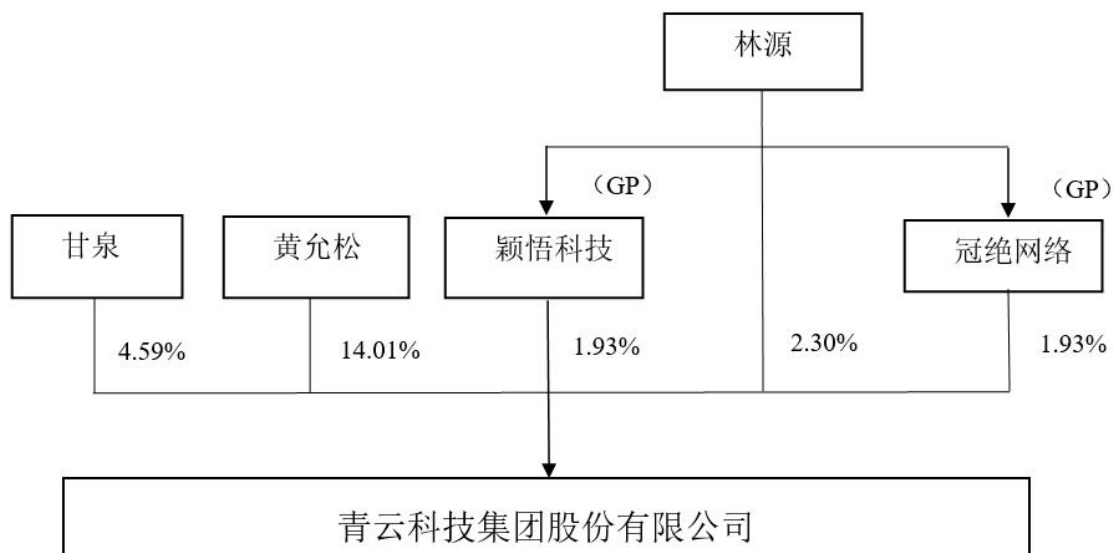 林源
（GP）
（GP）
甘泉
黄允松
颖悟科技
冠绝网络
4.59%
14.01%
1.93%
2.30%
1.93%
青云科技集团股份有限公司